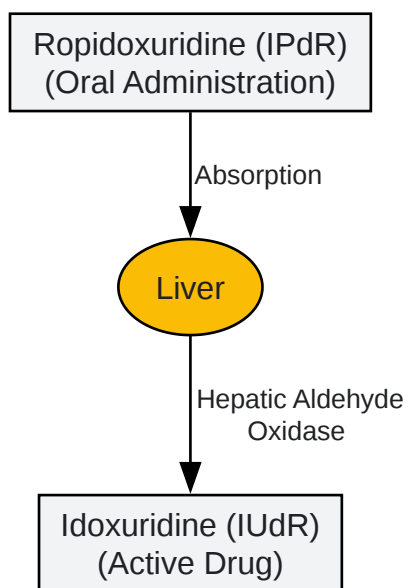 Ropidoxuridine (IPdR)
(Oral Administration)
Absorption
Liver
Hepatic Aldehyde
Oxidase
Idoxuridine (IUdR)
(Active Drug)